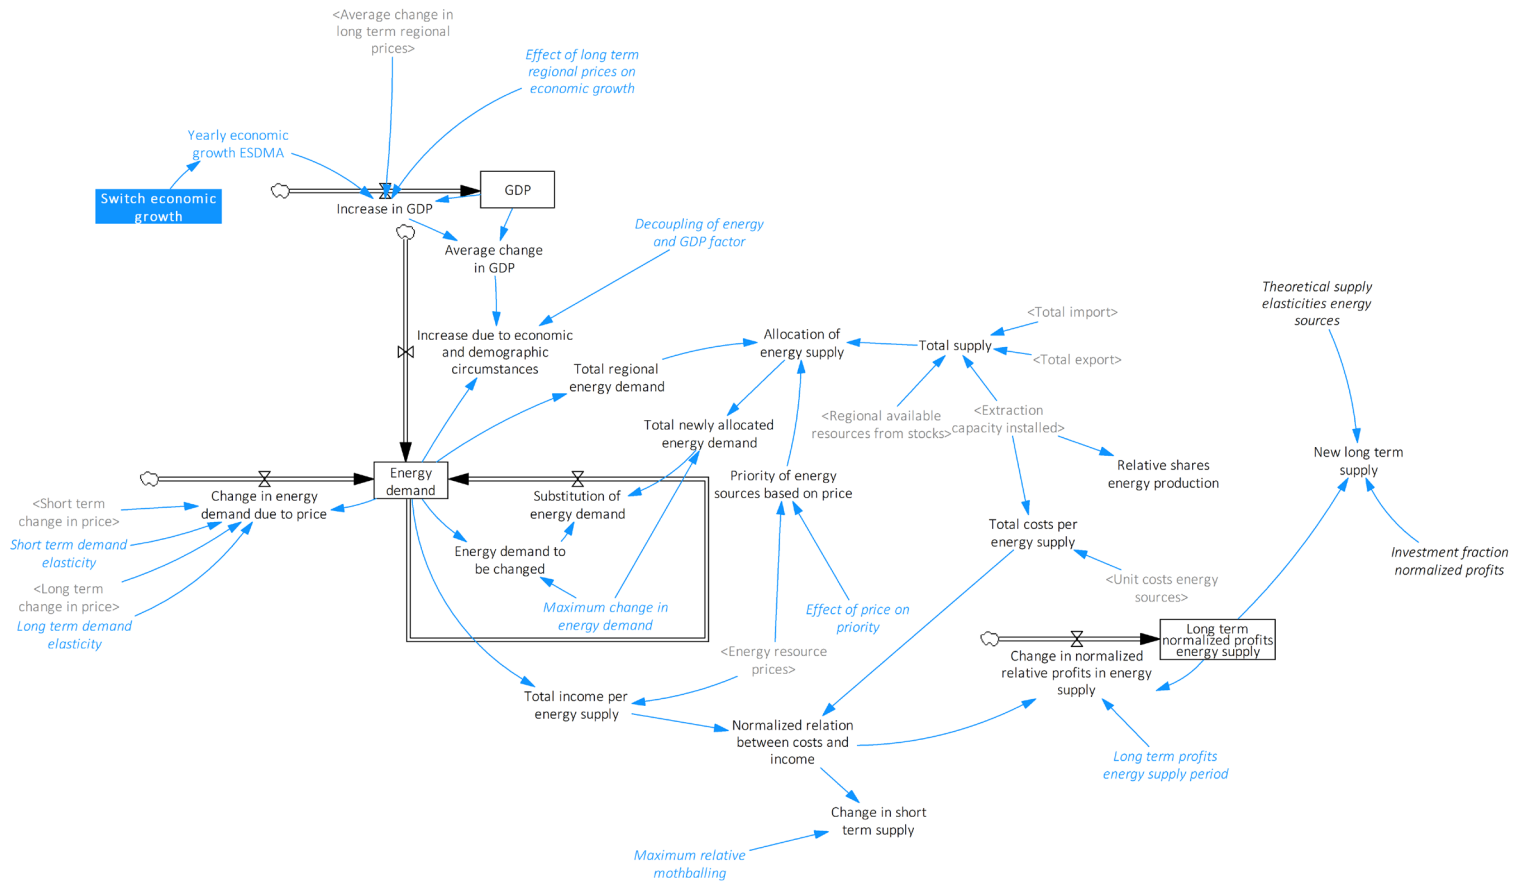 <Average change in
long term regional
prices>
Effect of long term
regional prices on
economic growth
Yearly economic
growth ESDMA
Switch economic
growth
GDP
Increase in GDP
Average change
in GDP
Decoupling of energy
and GDP factor
Increase due to economic
and demographic
circumstances
Total regional
energy demand
Allocation of
energy supply
Total supply
<Total import>
<Total export>
Theoretical supply
elasticities energy
sources
<Regional available
resources from stocks>
<Extraction
capacity installed>
Total newly allocated
energy demand
Relative shares
energy production
New long term
supply
Energy
demand
Change in energy
demand due to price
<Short term
change in price>
Short term demand
elasticity
<Long term
change in price>
Long term demand
elasticity
Substitution of
energy demand
Energy demand to
be changed
Maximum change in
energy demand
Priority of energy
sources based on price
Effect of price on
priority
<Energy resource
prices>
Total costs per
energy supply
<Unit costs energy
sources>
Investment fraction
normalized profits
Long term
normalized profits
energy supply
Change in normalized
relative profits in energy
supply
Total income per
energy supply
Normalized relation
between costs and
income
Long term profits
energy supply period
Change in short
term supply
Maximum relative
mothballing